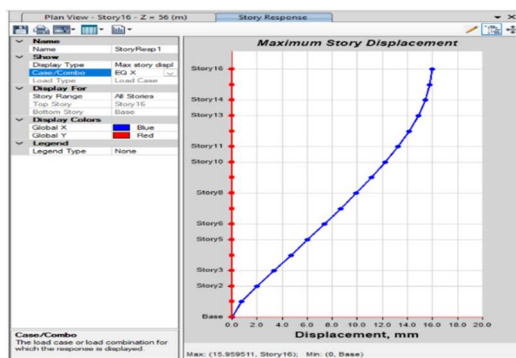 Plan View - Story16 - Z = 56 (m)
Story Response
Name
Name StoryResp1
Show
Display Type Max story displ
Case/Combo EQ X
Load Type Load Case
Display For
Story Range All Stories
Top Story Story16
Bottom Story Base
Display Colors
Global X Blue
Global Y Red
Legend
Legend Type None
Case/Combo
The load case or load combination for
which the response is displayed.
Maximum Story Displacement
Story16
Story14
Story13
Story11
Story10
Story8
Story6
Story5
Story3
Story2
Base
0.0 2.0 4.0 6.0 8.0 10.0 12.0 14.0 16.0 18.0 20.0
Displacement, mm
Max: (15.959511, Story16); Min: (0, Base)